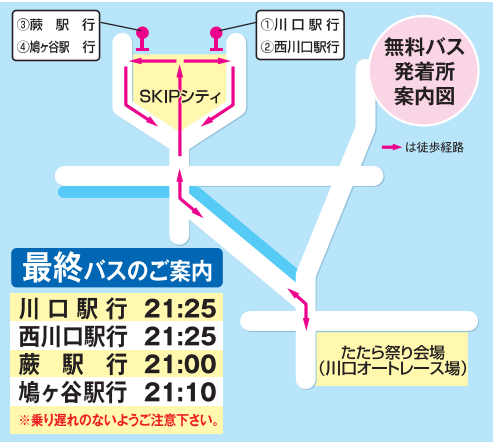 ③蕨駅行
④鳩ヶ谷駅行
①川口駅行
②西川口駅行
無料バス
発着所
案内図
SKIPシティ
は徒歩経路
最終バスのご案内
川口駅行 21:25
西川口駅行 21:25
蕨駅行 21:00
鳩ヶ谷駅行 21:10
※乗り遅れのないようご注意下さい。
たたら祭り会場
(川口オートレース場)